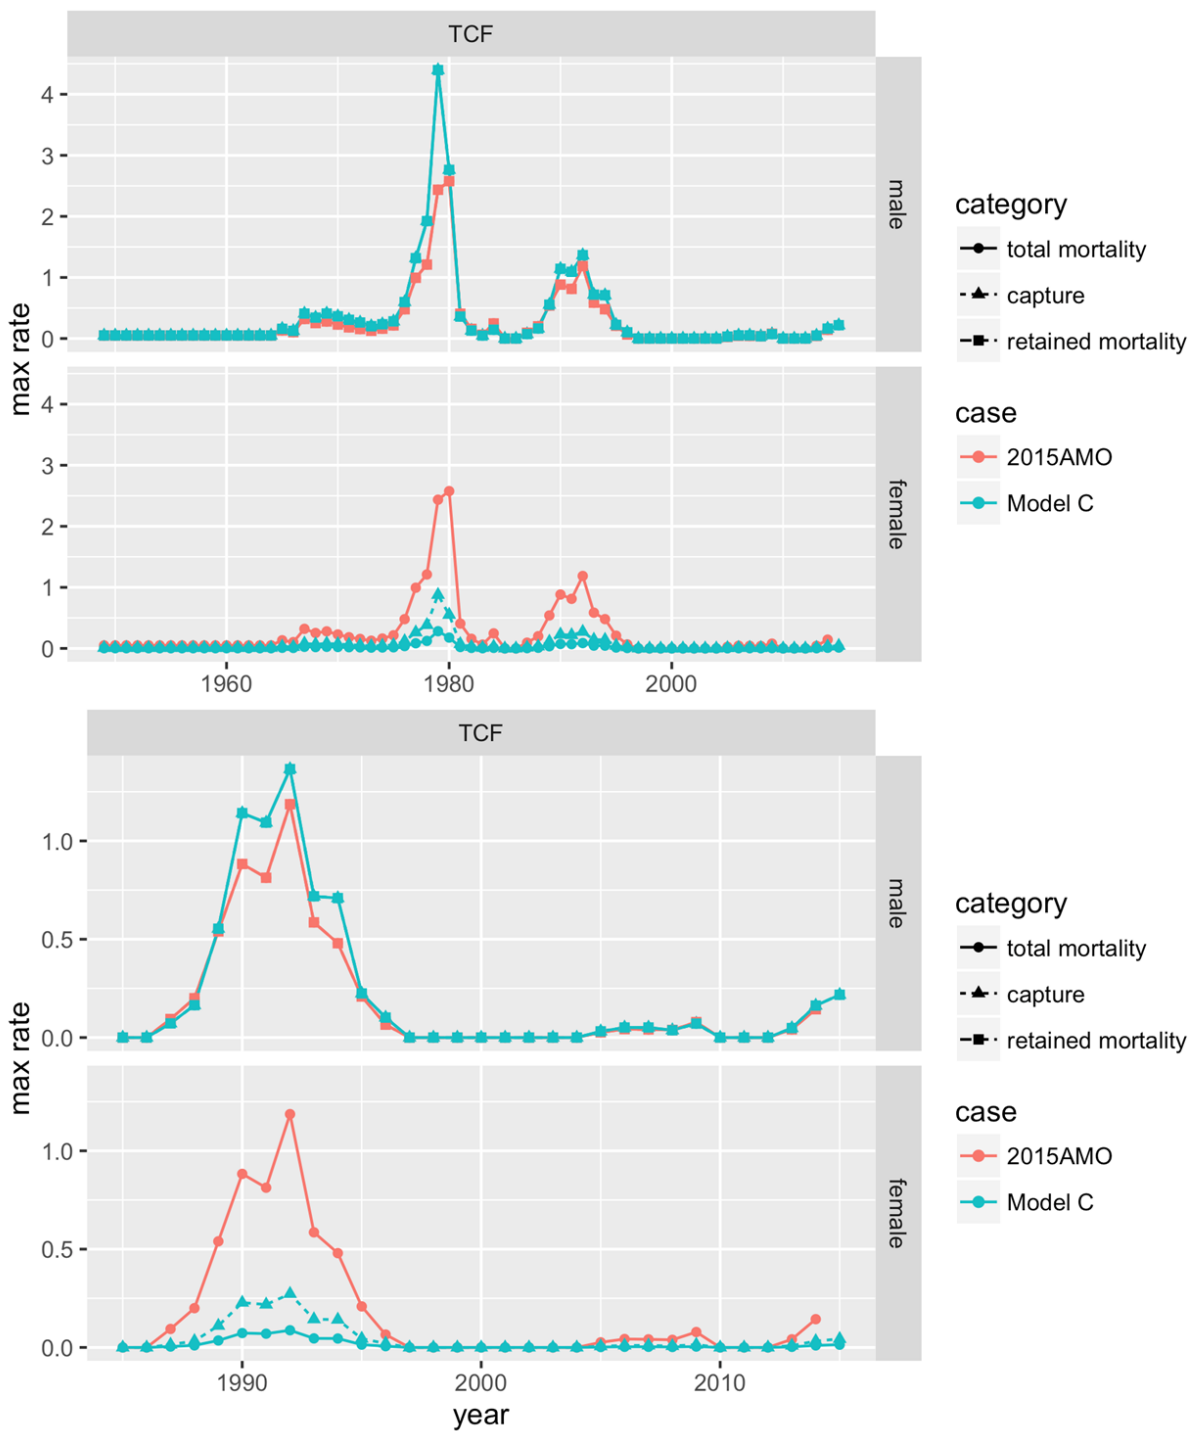 TCF
4
3
2
1
0
male
4
3
2
1
0
female
max rate
1960
1980
2000
category
total mortality
capture
retained mortality
case
2015AMO
Model C
TCF
1.0
0.5
0.0
male
1.0
0.5
0.0
female
max rate
1990
2000
2010
year
category
total mortality
capture
retained mortality
case
2015AMO
Model C